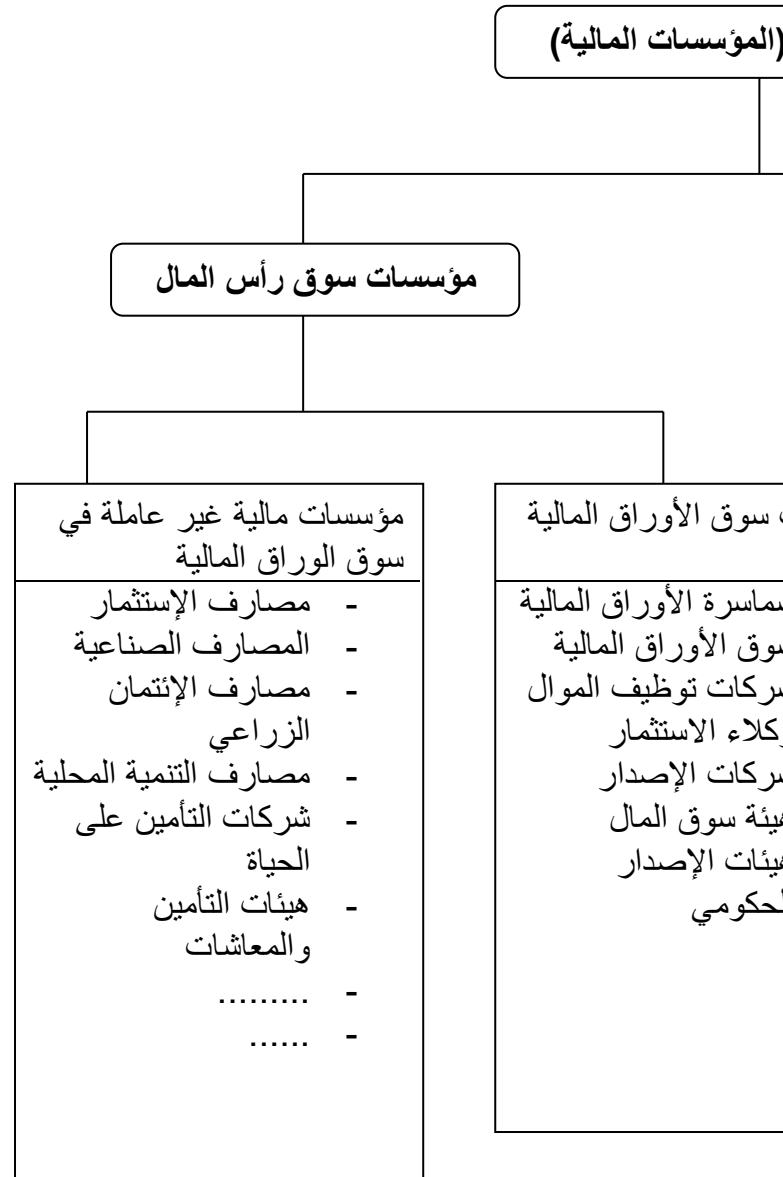 (المؤسسات المالية)
مؤسسات سوق رأس المال
سوق الأوراق المالية
سماسرة الأوراق المالية
سوق الأوراق المالية
شركات توظيف الموال
وكلاء الاستثمار
شركات الإصدار
هيئة سوق المال
هيئات الإصدار
الحكومي
مؤسسات مالية غير عاملة في
سوق الوراق المالية
- مصارف الإستثمار
- المصارف الصناعية
- مصارف الإئتمان
الزراعي
- مصارف التنمية المحلية
- شركات التأمين على
الحياة
- هيئات التأمين
والمعاشات
- .........
- ......